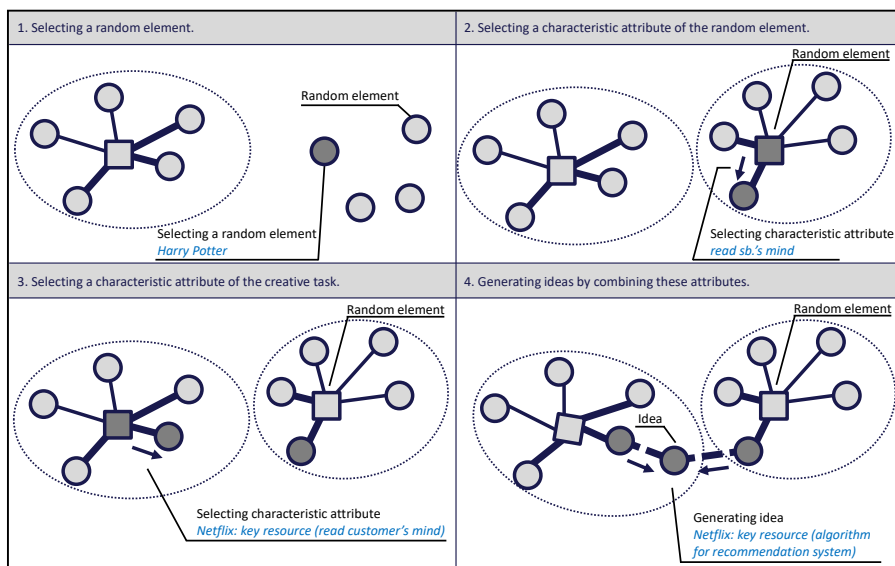 1. Selecting a random element.
Random element
Selecting a random element
Harry Potter
2. Selecting a characteristic attribute of the random element.
Random element
Selecting characteristic attribute
read sb.'s mind
3. Selecting a characteristic attribute of the creative task.
Random element
Selecting characteristic attribute
Netflix: key resource (read customer's mind)
4. Generating ideas by combining these attributes.
Random element
Idea
Generating idea
Netflix: key resource (algorithm
for recommendation system)